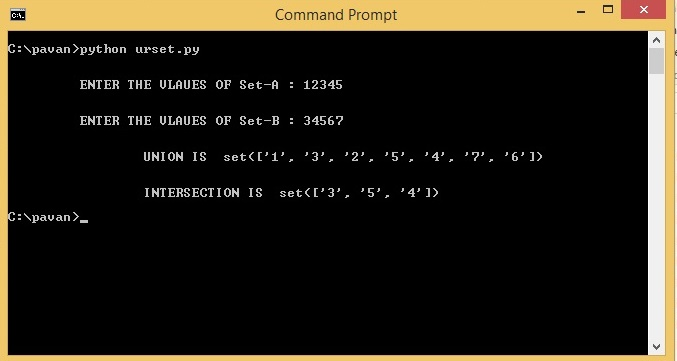 Command Prompt
C:\pavan>python urset.py
ENTER THE VLAUES OF Set-A : 12345
ENTER THE VLAUES OF Set-B : 34567
UNION IS  set(['1', '3', '2', '5', '4', '7', '6'])
INTERSECTION IS  set(['3', '5', '4'])
C:\pavan>_